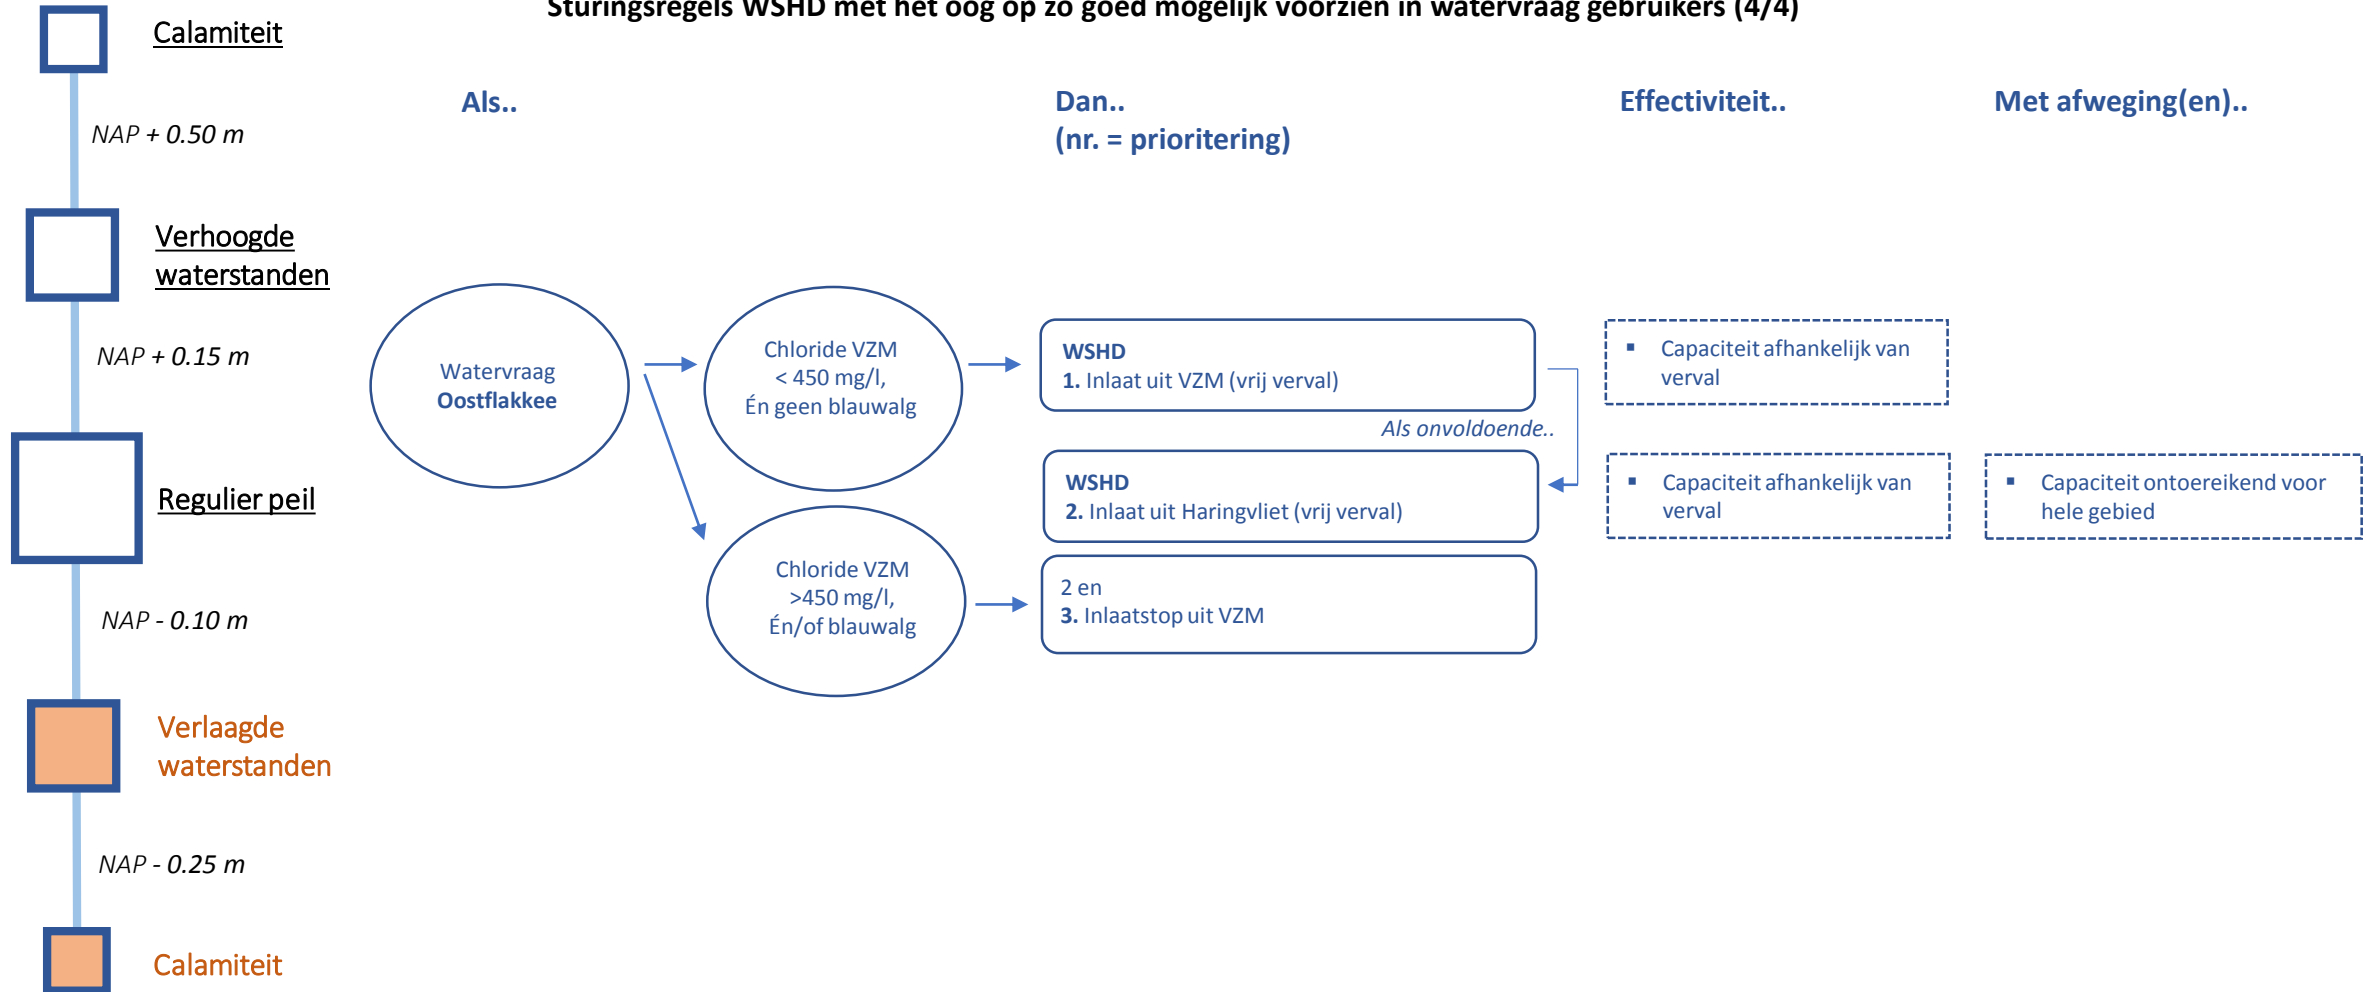 Sturingsregels WSHD met het oog op zo goed mogelijk voorzien in watervraag gebruikers (4/4)
Calamiteit
NAP + 0.50 m
Verhoogde
waterstanden
NAP + 0.15 m
Regulier peil
NAP - 0.10 m
Verlaagde
waterstanden
NAP - 0.25 m
Calamiteit
Als..
Dan..
(nr. = prioritering)
Effectiviteit..
Met afweging(en)..
Watervraag
Oostflakkee
Chloride VZM
< 450 mg/l,
Én geen blauwalg
WSHD
1. Inlaat uit VZM (vrij verval)
▪ Capaciteit afhankelijk van
verval
Als onvoldoende..
WSHD
2. Inlaat uit Haringvliet (vrij verval)
▪ Capaciteit afhankelijk van
verval
▪ Capaciteit ontoereikend voor
hele gebied
Chloride VZM
>450 mg/l,
Én/of blauwalg
2 en
3. Inlaatstop uit VZM